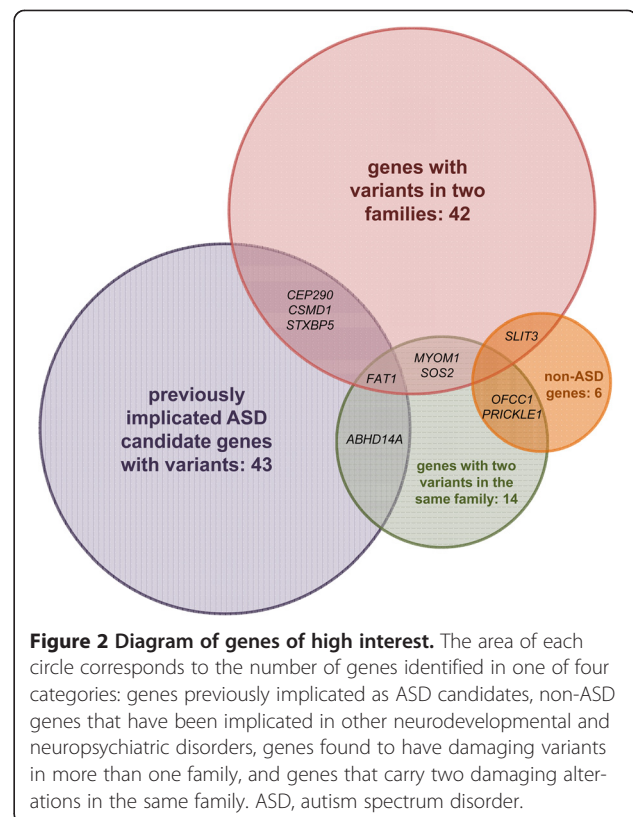 genes with
variants in two
families: 42
CEP290
CSMD1
STXBP5
SLIT3
MYOM1
SOS2
FAT1
non-ASD
genes: 6
OFCC1
PRICKLE1
previously
implicated ASD
candidate genes
with variants: 43
ABHD14A
genes with two
variants in the
same family: 14
Figure 2 Diagram of genes of high interest. The area of each
circle corresponds to the number of genes identified in one of four
categories: genes previously implicated as ASD candidates, non-ASD
genes that have been implicated in other neurodevelopmental and
neuropsychiatric disorders, genes found to have damaging variants
in more than one family, and genes that carry two damaging alter-
ations in the same family. ASD, autism spectrum disorder.